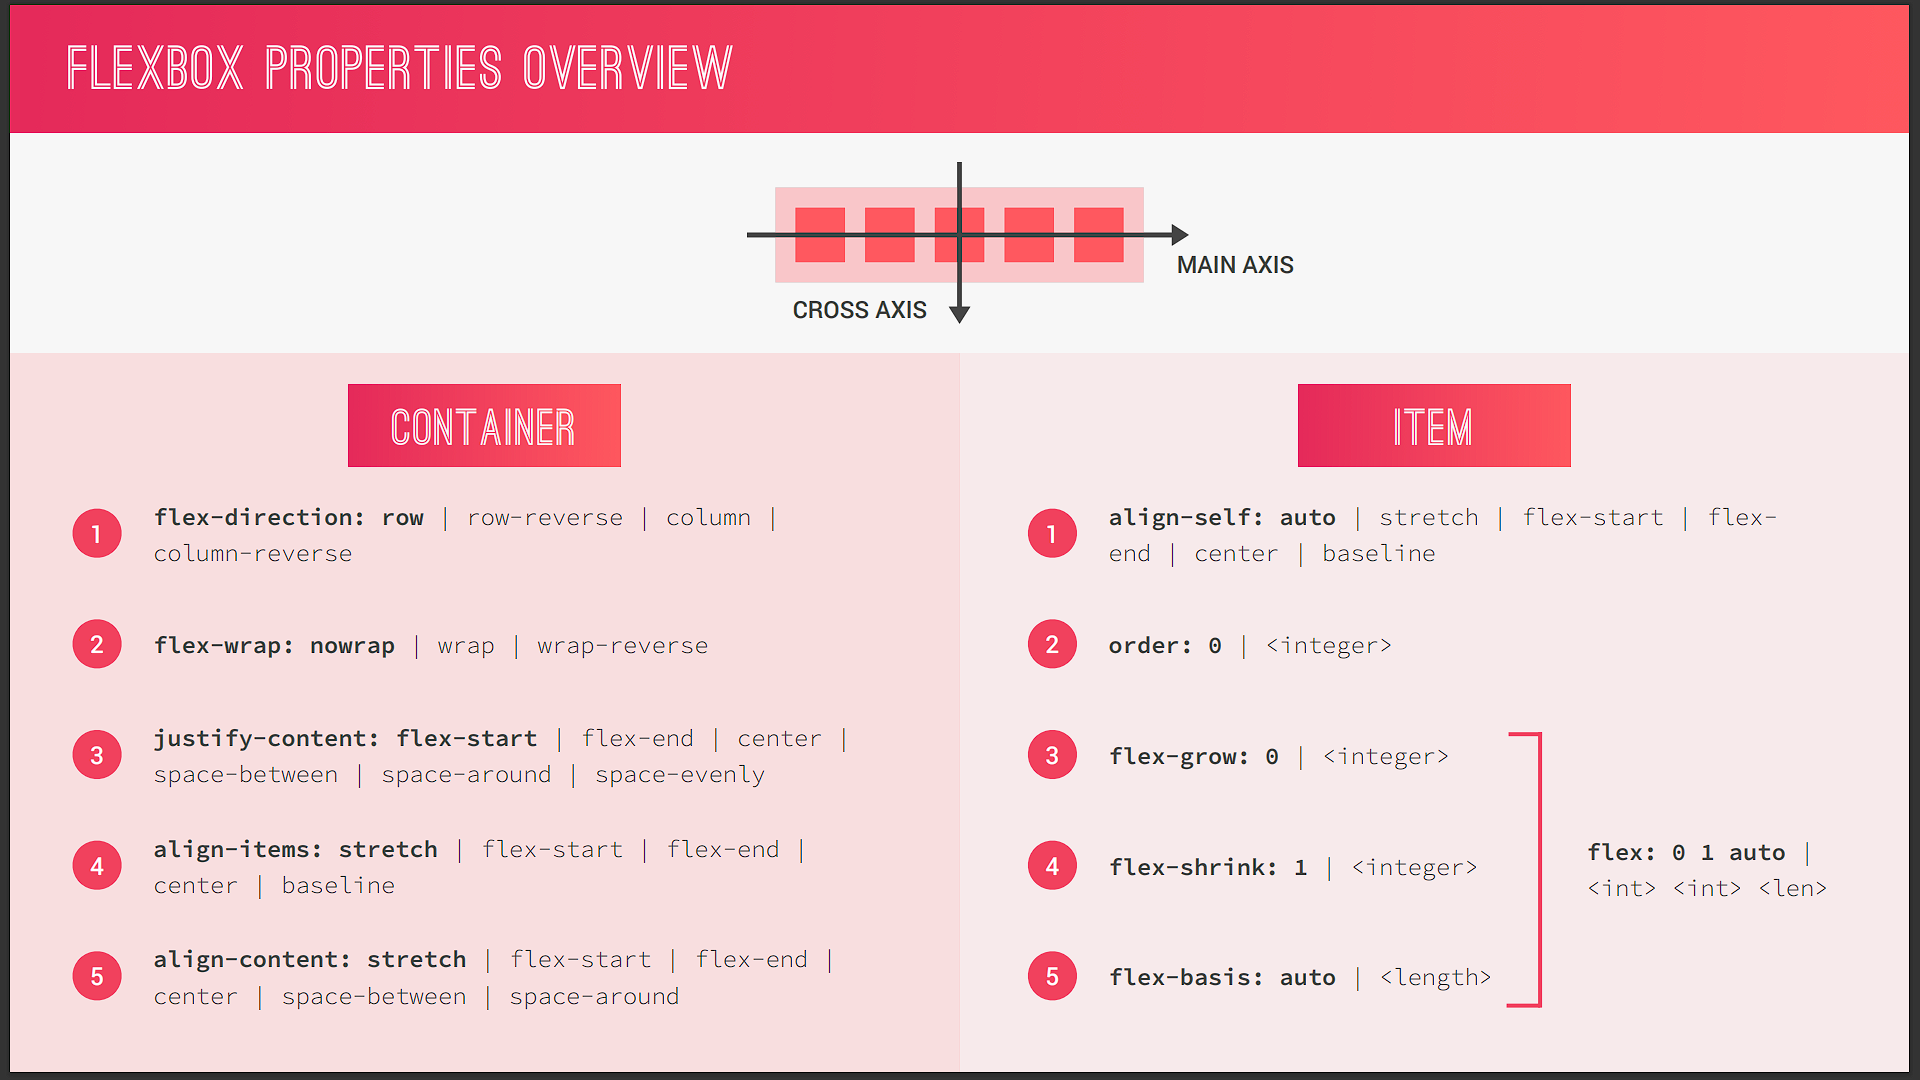 FLEXBOX PROPERTIES OVERVIEW
MAIN AXIS
CROSS AXIS
CONTAINER
1
flex-direction: row | row-reverse | column |
column-reverse
2
flex-wrap: nowrap | wrap | wrap-reverse
3
justify-content: flex-start | flex-end | center |
space-between | space-around | space-evenly
4
align-items: stretch | flex-start | flex-end |
center | baseline
5
align-content: stretch | flex-start | flex-end |
center | space-between | space-around
ITEM
1
align-self: auto | stretch | flex-start | flex-
end | center | baseline
2
order: 0 | <integer>
3
flex-grow: 0 | <integer>
4
flex-shrink: 1 | <integer>
5
flex-basis: auto | <length>
flex: 0 1 auto |
<int> <int> <len>